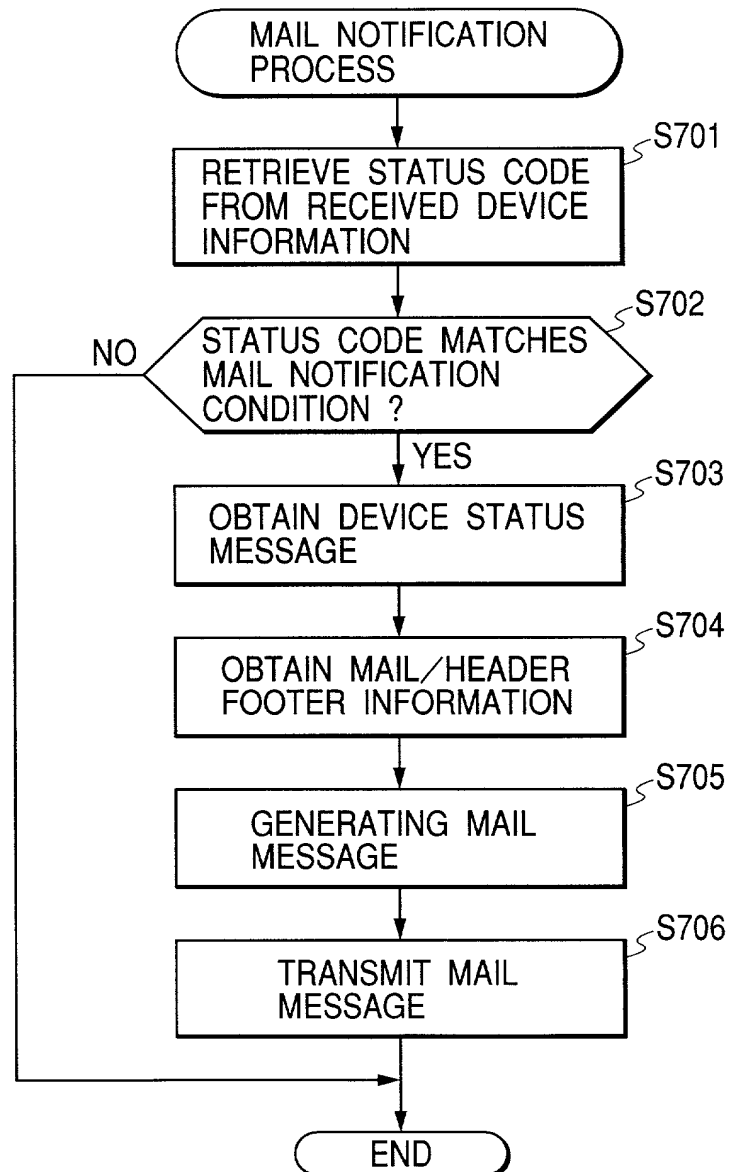 MAIL NOTIFICATION
PROCESS
S701
RETRIEVE STATUS CODE
FROM RECEIVED DEVICE
INFORMATION
S702
NO
STATUS CODE MATCHES
MAIL NOTIFICATION
CONDITION ?
YES
S703
OBTAIN DEVICE STATUS
MESSAGE
S704
OBTAIN MAIL/HEADER
FOOTER INFORMATION
S705
GENERATING MAIL
MESSAGE
S706
TRANSMIT MAIL
MESSAGE
END